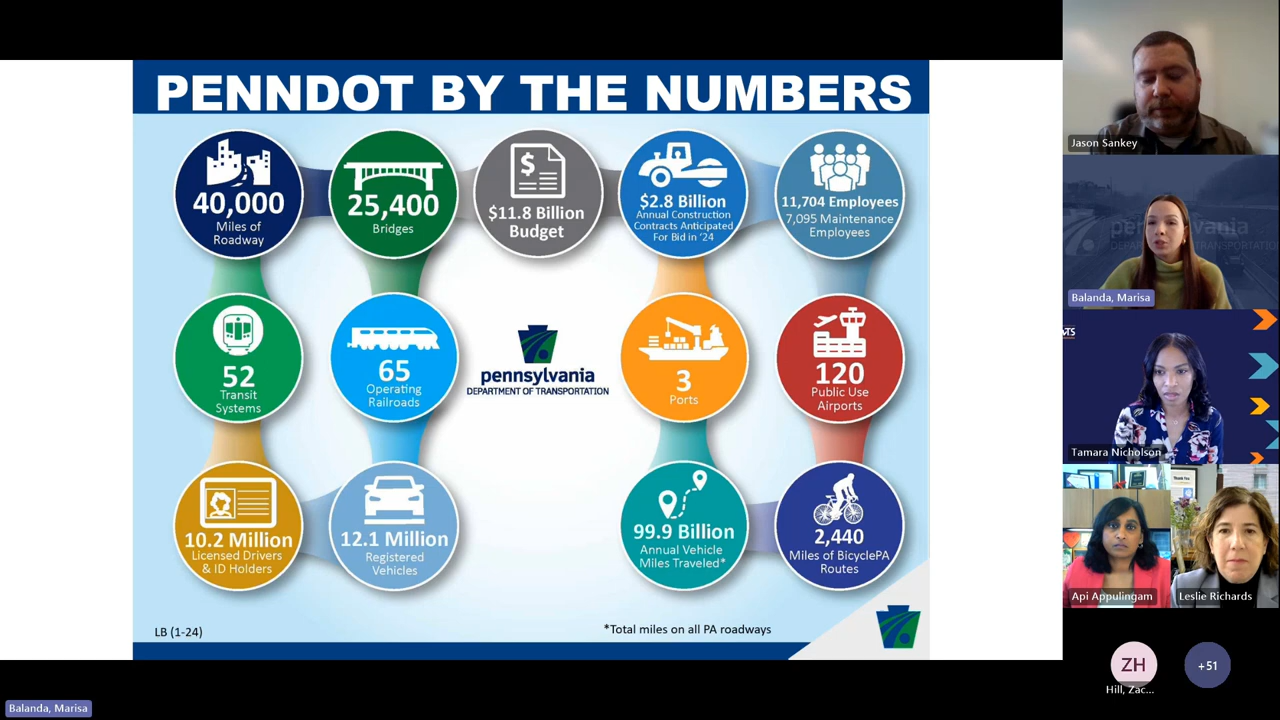 PENNDOT BY THE NUMBERS
40,000
Miles of
Roadway
25,400
Bridges
$
$11.8 Billion
Budget
$2.8 Billion
Annual Construction
Contracts Anticipated
For Bid in '24
11,704 Employees
7,095 Maintenance
Employees
52
Transit
Systems
65
Operating
Railroads
pennsylvania
DEPARTMENT OF TRANSPORTATION
3
Ports
120
Public Use
Airports
10.2 Million
Licensed Drivers
& ID Holders
12.1 Million
Registered
Vehicles
99.9 Billion
Annual Vehicle
Miles Traveled*
2,440
Miles of BicyclePA
Routes
LB (1-24)
*Total miles on all PA roadways
Jason Sankey
Balanda, Marisa
Tamara Nicholson
Thank You
Api Appulingam
Leslie Richards
ZH
+51
Hill, Zac...
Balanda, Marisa